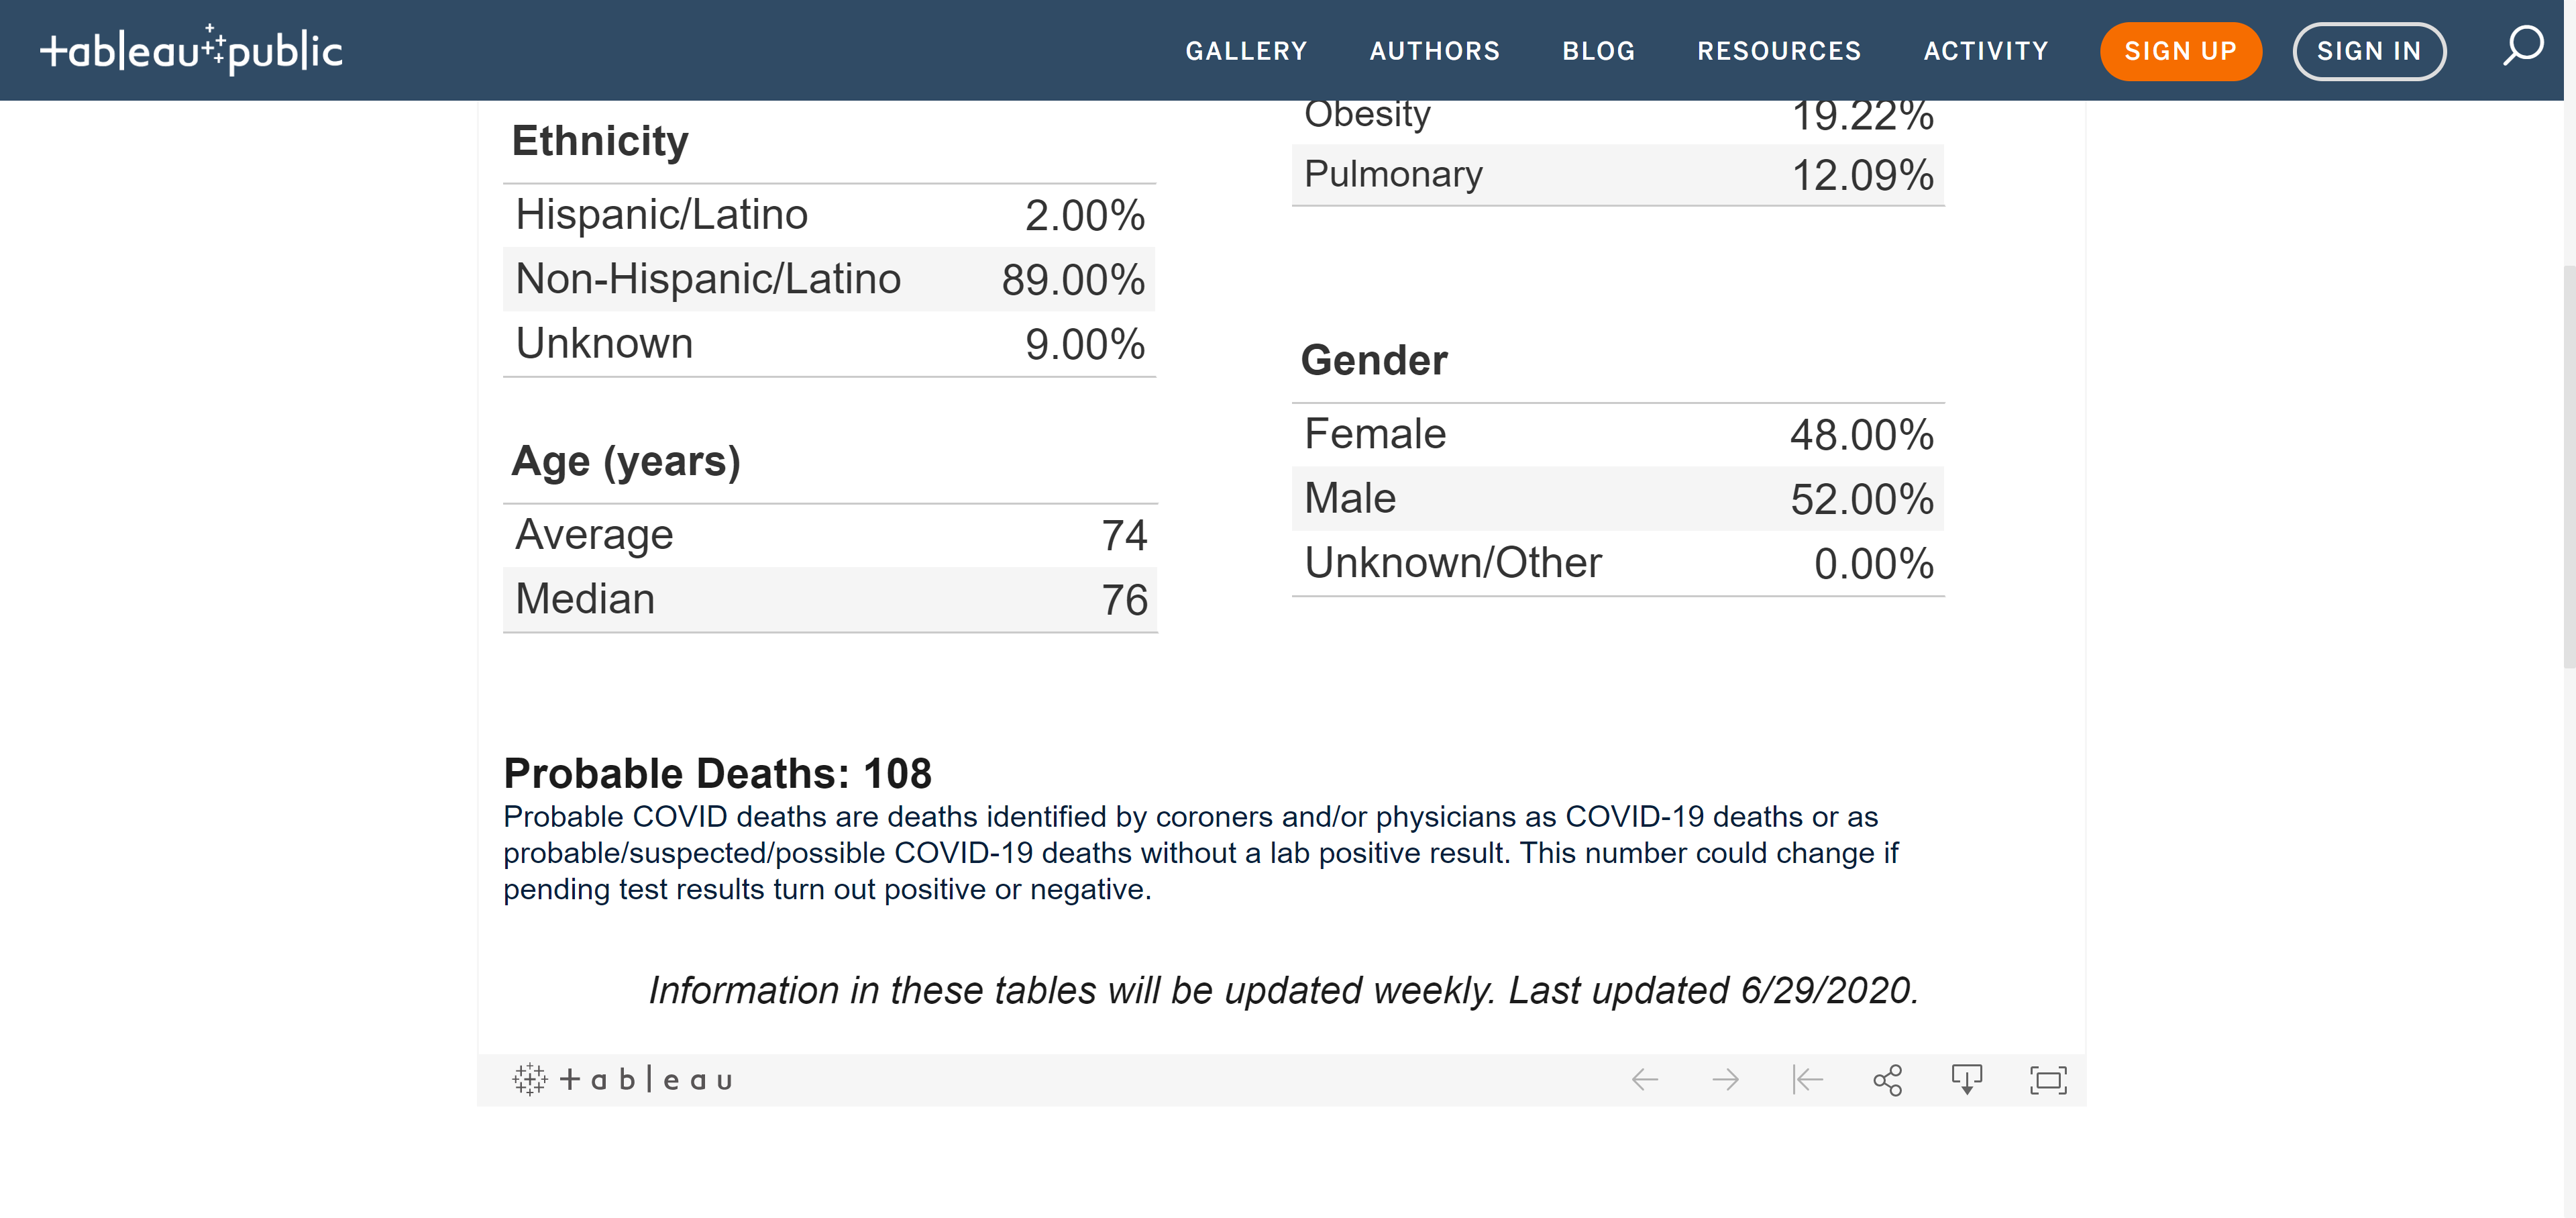 tableau public
GALLERY AUTHORS BLOG RESOURCES ACTIVITY SIGN UP SIGN IN
Ethnicity
Hispanic/Latino 2.00%
Non-Hispanic/Latino 89.00%
Unknown 9.00%
Age (years)
Average 74
Median 76
Obesity 19.22%
Pulmonary 12.09%
Gender
Female 48.00%
Male 52.00%
Unknown/Other 0.00%
Probable Deaths: 108
Probable COVID deaths are deaths identified by coroners and/or physicians as COVID-19 deaths or as
probable/suspected/possible COVID-19 deaths without a lab positive result. This number could change if
pending test results turn out positive or negative.
Information in these tables will be updated weekly. Last updated 6/29/2020.
tableau